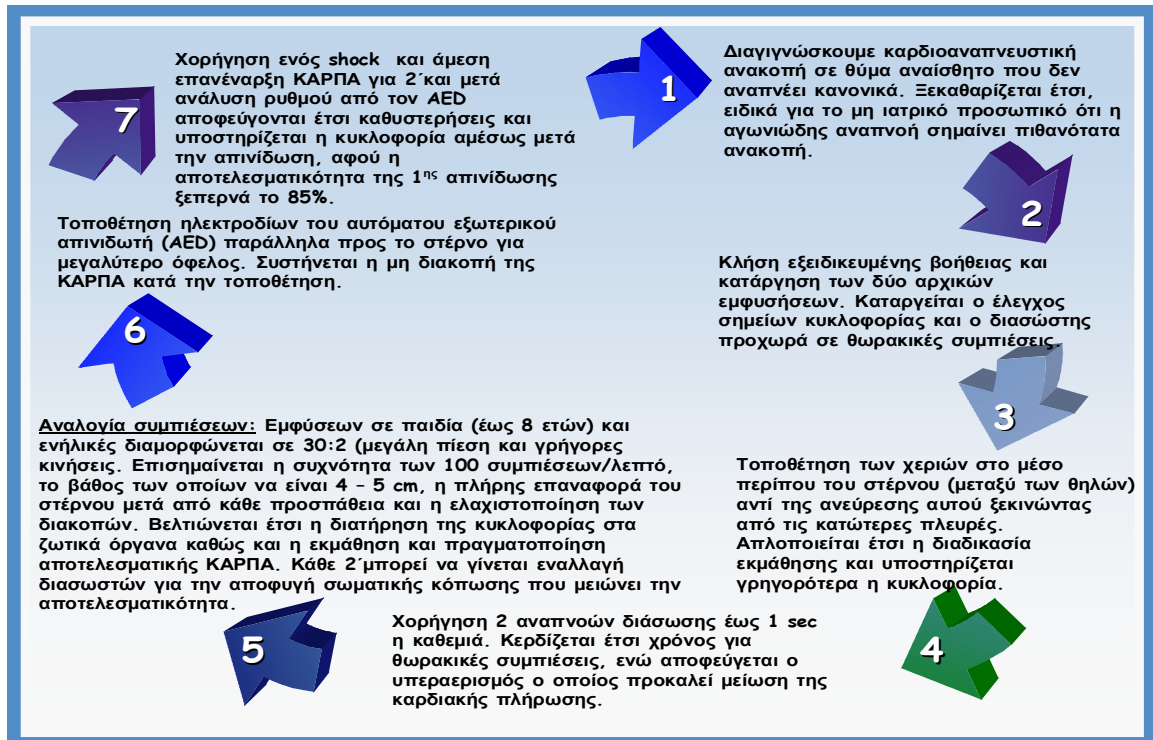 1
Διαγιγνώσκουμε καρδιοαναπνευστική
ανακοπή σε θύμα αναίσθητο που δεν
αναπνέει κανονικά. Ξεκαθαρίζεται έτσι,
ειδικά για το μη ιατρικό προσωπικό ότι η
αγωνιώδης αναπνοή σημαίνει πιθανότατα
ανακοπή.
2
Κλήση εξειδικευμένης βοήθειας και
κατάργηση των δύο αρχικών
εμφυσήσεων. Καταργείται ο έλεγχος
σημείων κυκλοφορίας και ο διασώστης
προχωρά σε θωρακικές συμπιέσεις.
3
Τοποθέτηση των χεριών στο μέσο
περίπου του στέρνου (μεταξύ των θηλών)
αντί της ανεύρεσης αυτού ξεκινώντας
από τις κατώτερες πλευρές.
Απλοποιείται έτσι η διαδικασία
εκμάθησης και υποστηρίζεται
γρηγορότερα η κυκλοφορία.
4
Χορήγηση 2 αναπνοών διάσωσης έως 1 sec
η καθεμιά. Κερδίζεται έτσι χρόνος για
θωρακικές συμπιέσεις, ενώ αποφεύγεται ο
υπεραερισμός ο οποίος προκαλεί μείωση της
καρδιακής πλήρωσης.
5
Αναλογία συμπιέσεων: Εμφύσεων σε παιδία (έως 8 ετών) και
ενήλικές διαμορφώνεται σε 30:2 (μεγάλη πίεση και γρήγορες
κινήσεις. Επισημαίνεται η συχνότητα των 100 συμπιέσεων/λεπτό,
το βάθος των οποίων να είναι 4 – 5 cm, η πλήρης επαναφορά του
στέρνου μετά από κάθε προσπάθεια και η ελαχιστοποίηση των
διακοπών. Βελτιώνεται έτσι η διατήρηση της κυκλοφορίας στα
ζωτικά όργανα καθώς και η εκμάθηση και πραγματοποίηση
αποτελεσματικής ΚΑΡΠΑ. Κάθε 2΄μπορεί να γίνεται εναλλαγή
διασωστών για την αποφυγή σωματικής κόπωσης που μειώνει την
αποτελεσματικότητα.
6
Τοποθέτηση ηλεκτροδίων του αυτόματου εξωτερικού
απινιδωτή (AED) παράλληλα προς το στέρνο για
μεγαλύτερο όφελος. Συστήνεται η μη διακοπή της
ΚΑΡΠΑ κατά την τοποθέτηση.
7
Χορήγηση ενός shock και άμεση
επανέναρξη ΚΑΡΠΑ για 2΄και μετά
ανάλυση ρυθμού από τον AED
αποφεύγονται έτσι καθυστερήσεις και
υποστηρίζεται η κυκλοφορία αμέσως μετά
την απινίδωση, αφού η
αποτελεσματικότητα της 1ης απινίδωσης
ξεπερνά το 85%.